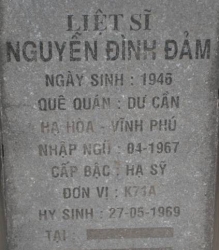 LIỆT SĨ
NGUYỄN ĐÌNH ĐẢM
NGÀY SINH : 1946
QUÊ QUÁN : DƯ CẦN
HẠ HÒA - VĨNH PHÚ
NHẬP NGŨ : 04-1967
CẤP BẬC : HẠ SỸ
ĐƠN VỊ : K71A
HY SINH : 27-05-1969
TẠI :